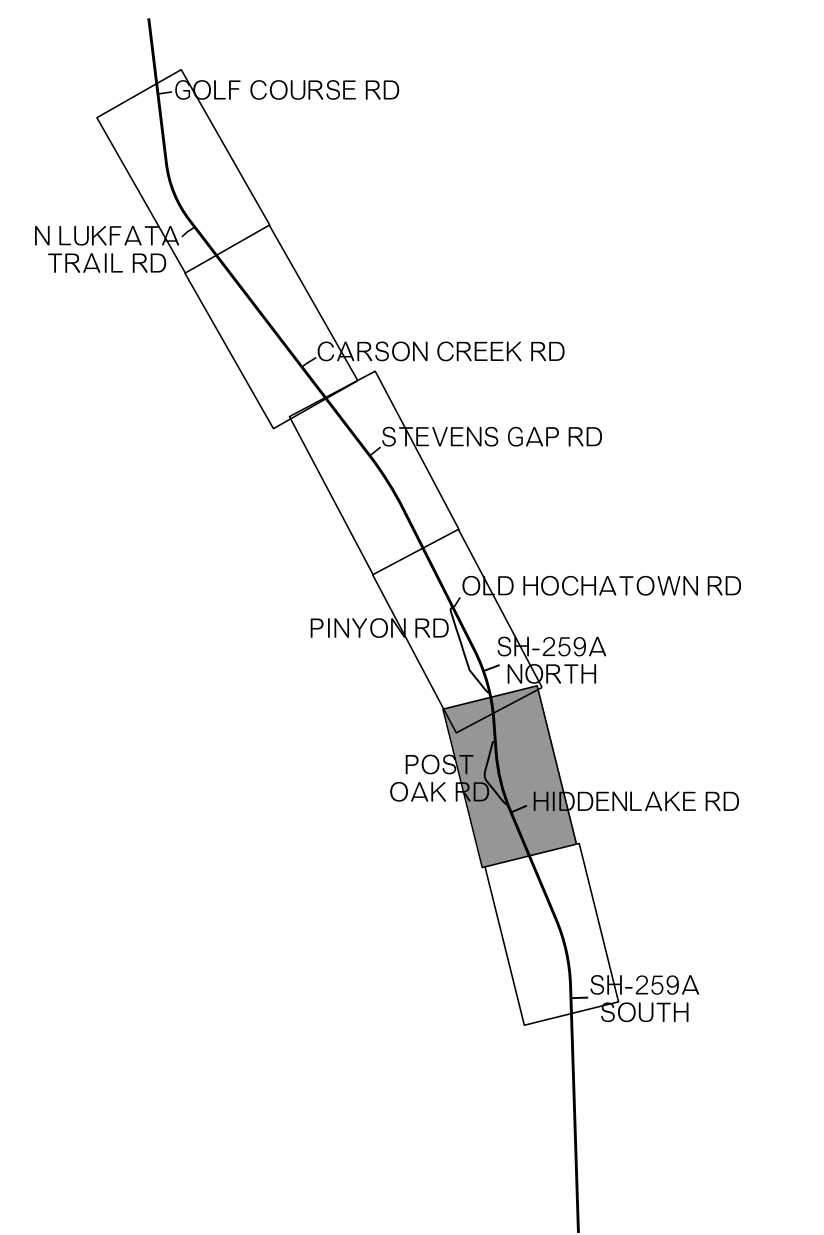 GOLF COURSE RD
N LUKFATA
TRAIL RD
CARSON CREEK RD
STEVENS GAP RD
OLD HOCHATOWN RD
PINYON RD
SH-259A
NORTH
POST
OAK RD
HIDDENLAKE RD
SH-259A
SOUTH